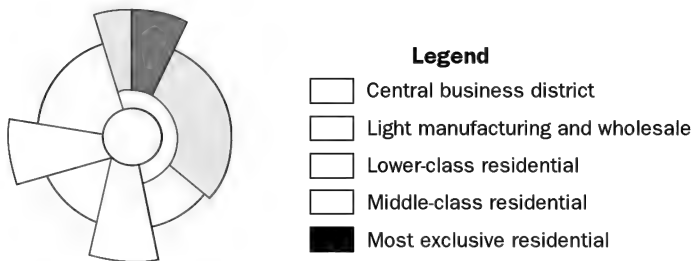 Legend
Central business district
Light manufacturing and wholesale
Lower-class residential
Middle-class residential
Most exclusive residential